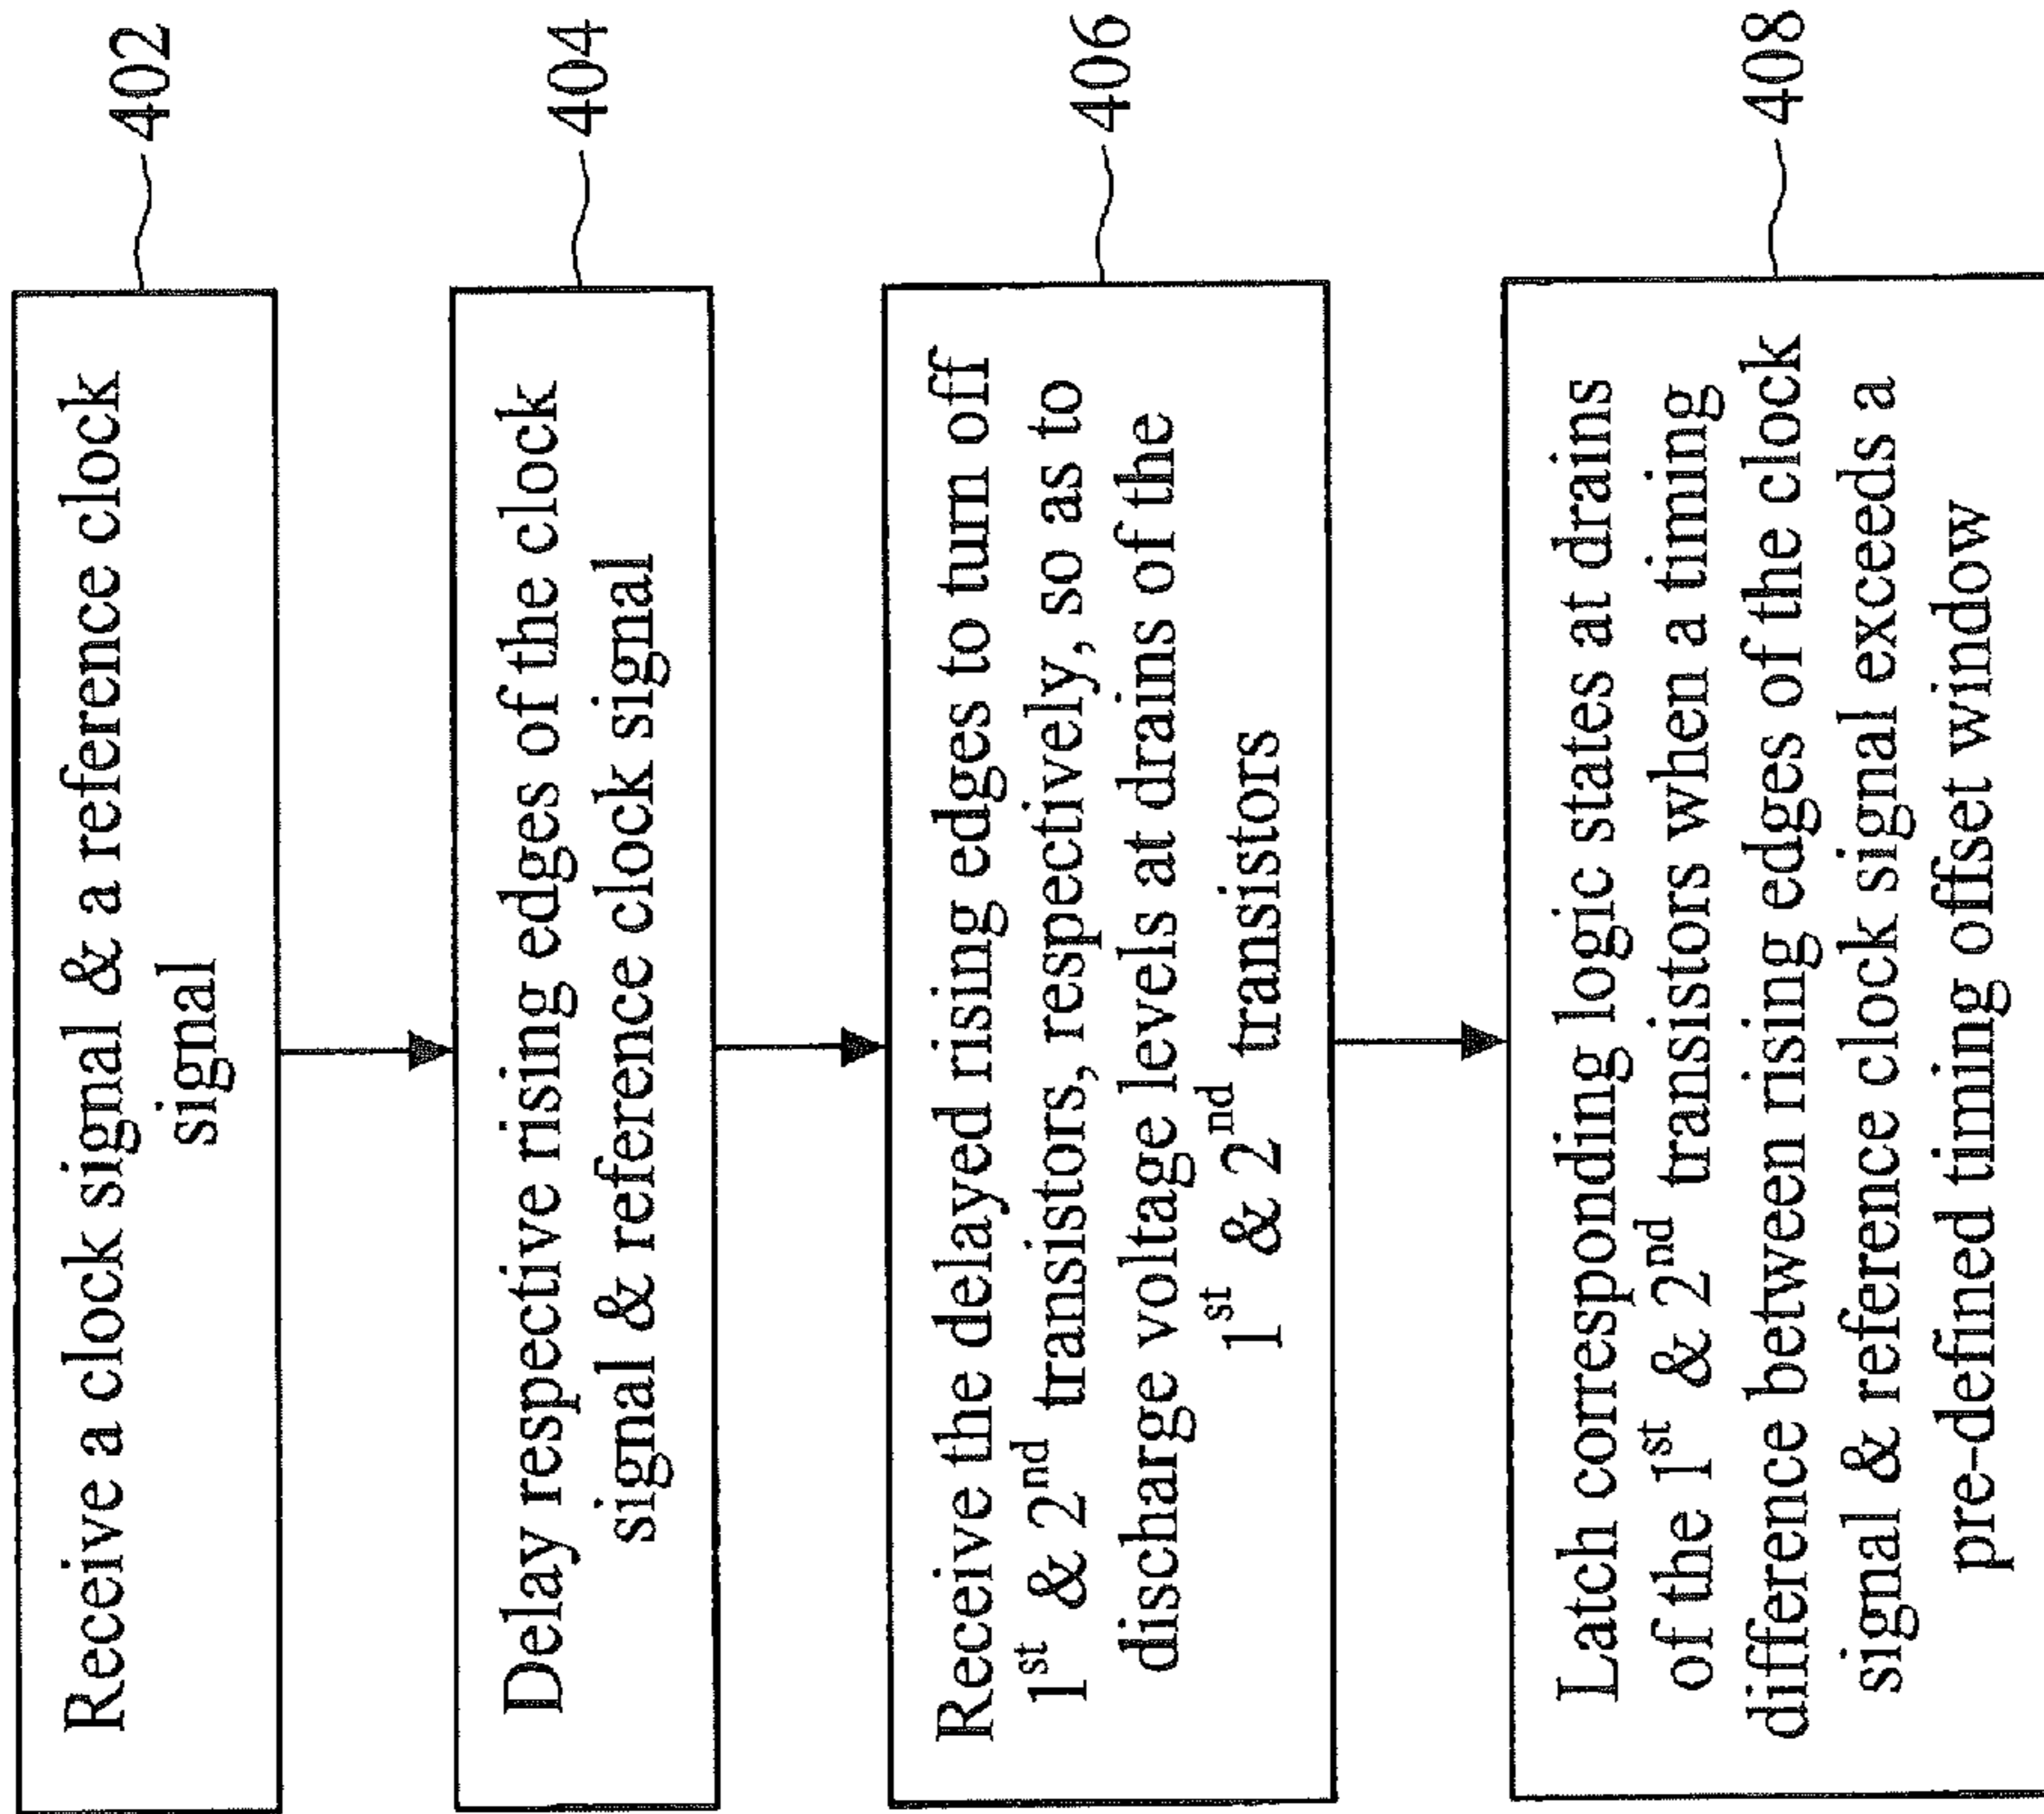 Receive a clock signal & a reference clock
signal
402
Delay respective rising edges of the clock
signal & reference clock signal
404
Receive the delayed rising edges to turn off
1st & 2nd transistors, respectively, so as to
discharge voltage levels at drains of the
1st & 2nd transistors
406
Latch corresponding logic states at drains
of the 1st & 2nd transistors when a timing
difference between rising edges of the clock
signal & reference clock signal exceeds a
pre-defined timing offset window
408